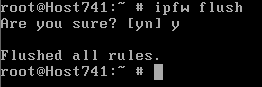 root@Host741:~ # ipfw flush
Are you sure? [yn] y

Flushed all rules.
root@Host741:~ #